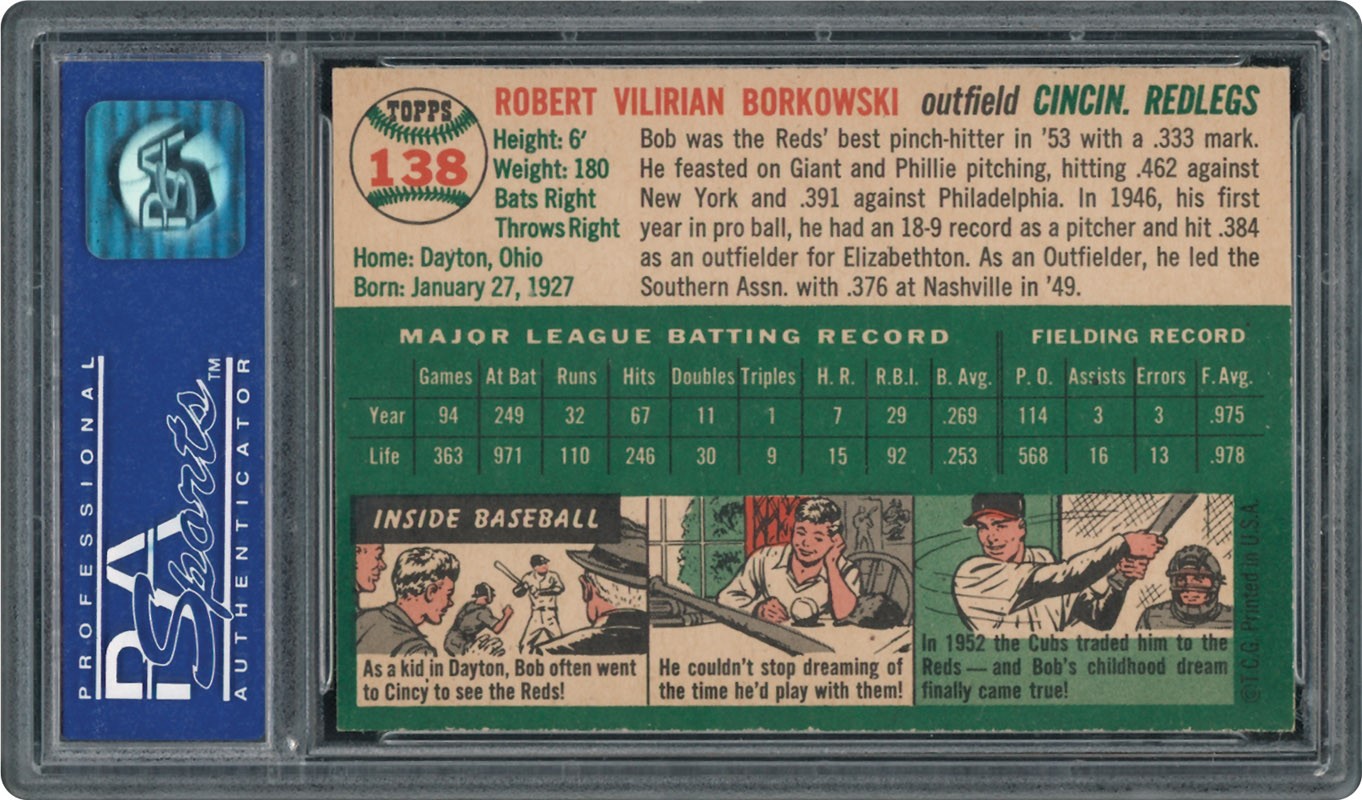 PROFESSIONAL
PSA
Sports™
AUTHENTICATOR
PSA
TOPPS
138
ROBERT VILIRIAN BORKOWSKI outfield CINCIN. REDLEGS
Height: 6'
Weight: 180
Bats Right
Throws Right
Home: Dayton, Ohio
Born: January 27, 1927
Bob was the Reds' best pinch-hitter in '53 with a .333 mark.
He feasted on Giant and Phillie pitching, hitting .462 against
New York and .391 against Philadelphia. In 1946, his first
year in pro ball, he had an 18-9 record as a pitcher and hit .384
as an outfielder for Elizabethton. As an Outfielder, he led the
Southern Assn. with .376 at Nashville in '49.
MAJOR LEAGUE BATTING RECORD FIELDING RECORD
Games At Bat Runs Hits Doubles Triples H. R. R.B.I. B. Avg. P. O. Assists Errors F. Avg.
Year 94 249 32 67 11 1 7 29 .269 114 3 3 .975
Life 363 971 110 246 30 9 15 92 .253 568 16 13 .978
INSIDE BASEBALL
As a kid in Dayton, Bob often went
to Cincy to see the Reds!
He couldn't stop dreaming of
the time he'd play with them!
In 1952 the Cubs traded him to the
Reds — and Bob's childhood dream
finally came true!
©T.C.G. Printed in U.S.A.